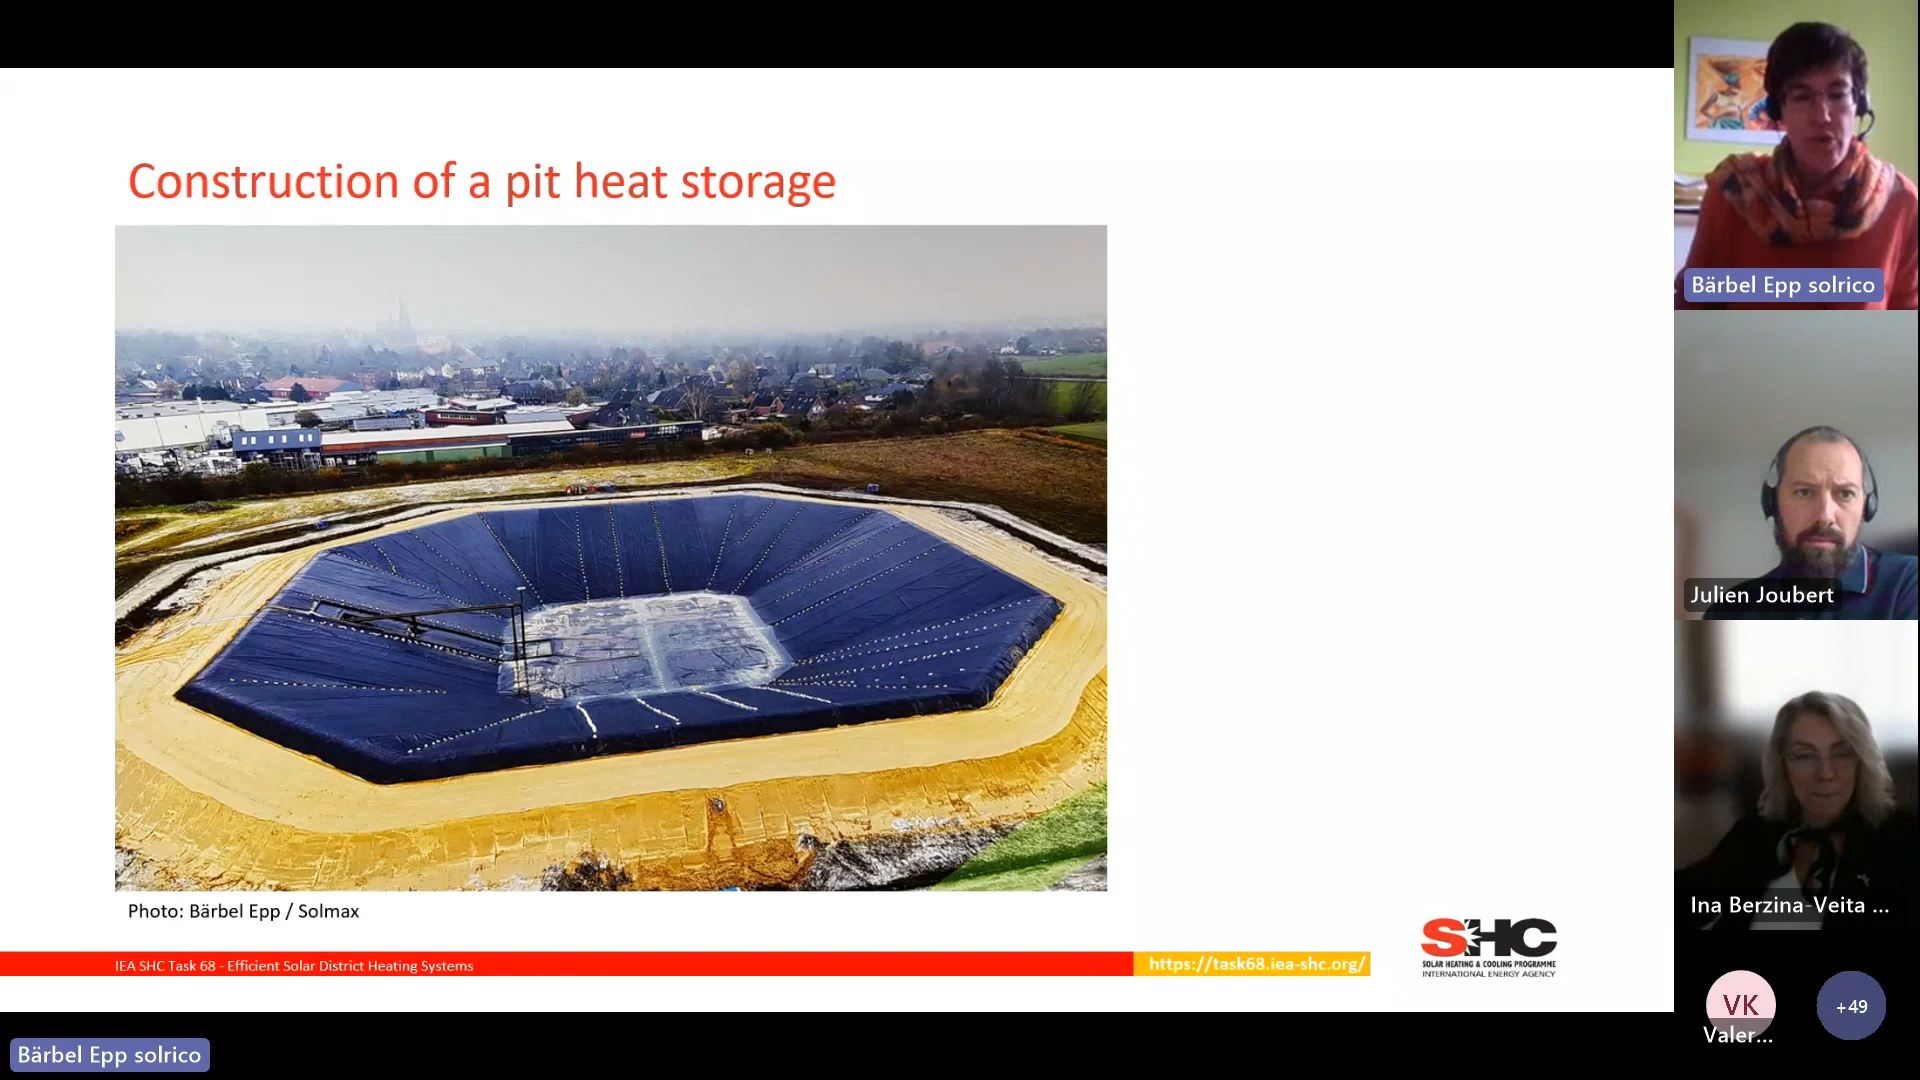 Construction of a pit heat storage
Photo: Bärbel Epp / Solmax
IEA SHC Task 68 - Efficient Solar District Heating Systems
https://task68.iea-shc.org/
SHC
SOLAR HEATING & COOLING PROGRAMME
INTERNATIONAL ENERGY AGENCY
Bärbel Epp solrico
Bärbel Epp solrico
Julien Joubert
Ina Berzina-Veita ...
VK
Valer...
+49